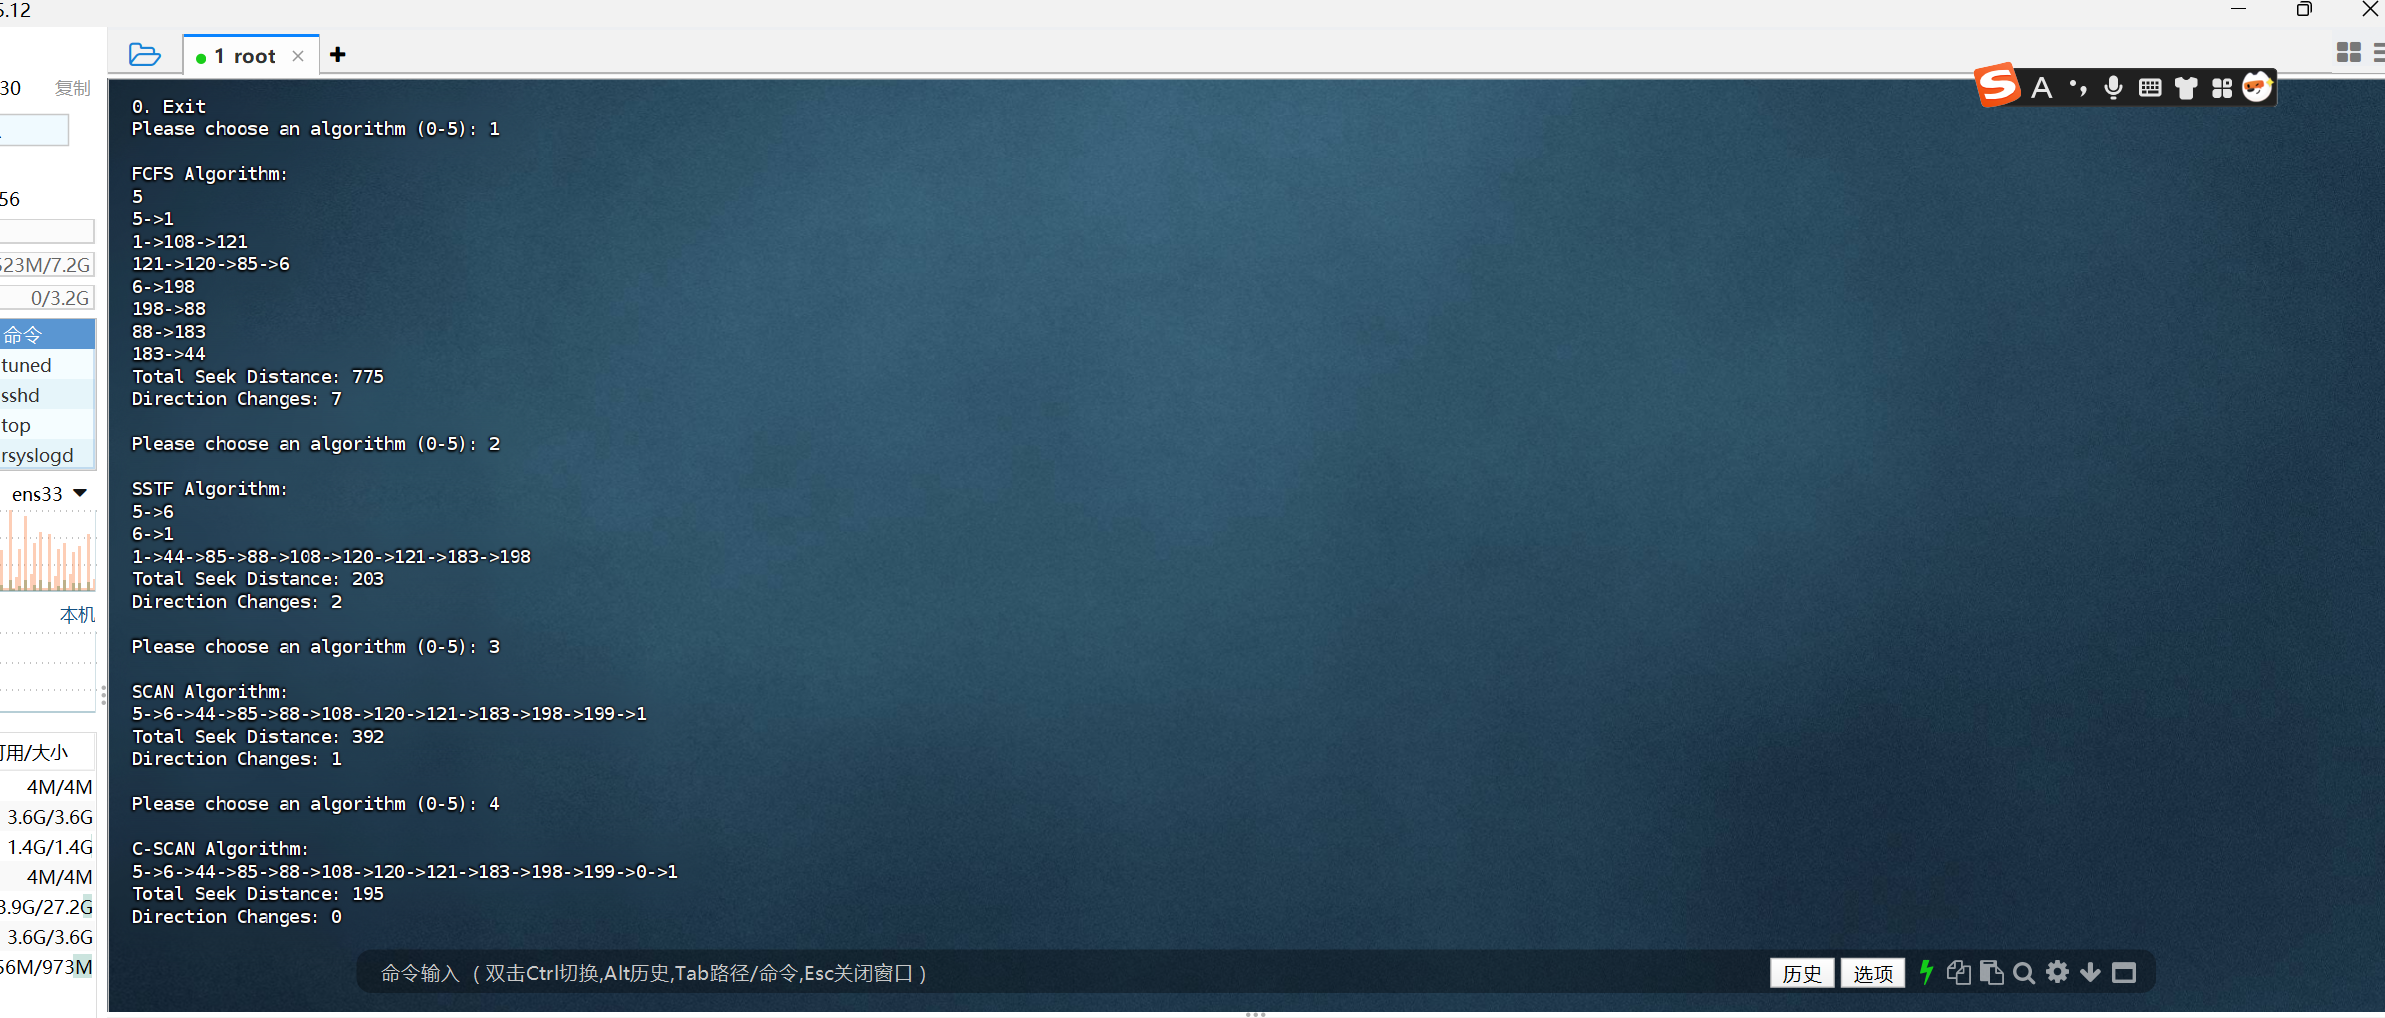 5.12
1 root
30 复制
A
56
523M/7.2G
0/3.2G
命令
tuned
sshd
top
rsyslogd
ens33
本机
可用/大小
4M/4M
3.6G/3.6G
1.4G/1.4G
4M/4M
3.9G/27.2G
3.6G/3.6G
56M/973M
0. Exit
Please choose an algorithm (0-5): 1
FCFS Algorithm:
5
5->1
1->108->121
121->120->85->6
6->198
198->88
88->183
183->44
Total Seek Distance: 775
Direction Changes: 7
Please choose an algorithm (0-5): 2
SSTF Algorithm:
5->6
6->1
1->44->85->88->108->120->121->183->198
Total Seek Distance: 203
Direction Changes: 2
Please choose an algorithm (0-5): 3
SCAN Algorithm:
5->6->44->85->88->108->120->121->183->198->199->1
Total Seek Distance: 392
Direction Changes: 1
Please choose an algorithm (0-5): 4
C-SCAN Algorithm:
5->6->44->85->88->108->120->121->183->198->199->0->1
Total Seek Distance: 195
Direction Changes: 0
命令输入 （双击Ctrl切换,Alt历史,Tab路径/命令,Esc关闭窗口）
历史 选项